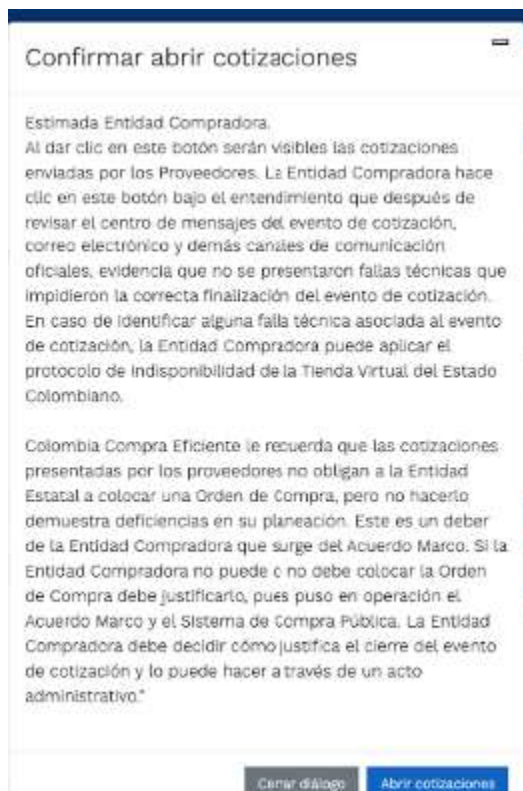 Confirmar abrir cotizaciones
Estimada Entidad Compradora.
Al dar clic en este botón serán visibles las cotizaciones
enviadas por los Proveedores. La Entidad Compradora hace
clic en este botón bajo el entendimiento que después de
revisar el centro de mensajes del evento de cotización,
correo electrónico y demás canales de comunicación
oficiales, evidencia que no se presentaron fallas técnicas que
impidieron la correcta finalización del evento de cotización.
En caso de identificar alguna falla técnica asociada al evento
de cotización, la Entidad Compradora puede aplicar el
protocolo de indisponibilidad de la Tienda Virtual del Estado
Colombiano.
Colombia Compra Eficiente le recuerda que las cotizaciones
presentadas por los proveedores no obligan a la Entidad
Estatal a colocar una Orden de Compra, pero no hacerlo
demuestra deficiencias en su planeación. Este es un deber
de la Entidad Compradora que surge del Acuerdo Marco. Si la
Entidad Compradora no puede o no debe colocar la Orden
de Compra debe justificarlo, pues puso en operación el
Acuerdo Marco y el Sistema de Compra Pública. La Entidad
Compradora debe decidir cómo justifica el cierre del evento
de cotización y lo puede hacer a través de un acto
administrativo."
Cerrar diálogo
Abrir cotizaciones